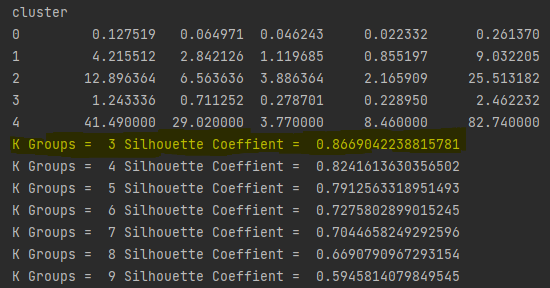 cluster
0 0.127519 0.064971 0.046243 0.022332 0.261370
1 4.215512 2.842126 1.119685 0.855197 9.032205
2 12.896364 6.563636 3.886364 2.165909 25.513182
3 1.243336 0.711252 0.278701 0.228950 2.462232
4 41.490000 29.020000 3.770000 8.460000 82.740000
K Groups = 3 Silhouette Coeffient = 0.8669042238815781
K Groups = 4 Silhouette Coeffient = 0.8241613630356502
K Groups = 5 Silhouette Coeffient = 0.7912563318951493
K Groups = 6 Silhouette Coeffient = 0.7275802899015245
K Groups = 7 Silhouette Coeffient = 0.7044658249292596
K Groups = 8 Silhouette Coeffient = 0.6690790967293154
K Groups = 9 Silhouette Coeffient = 0.5945814079849545